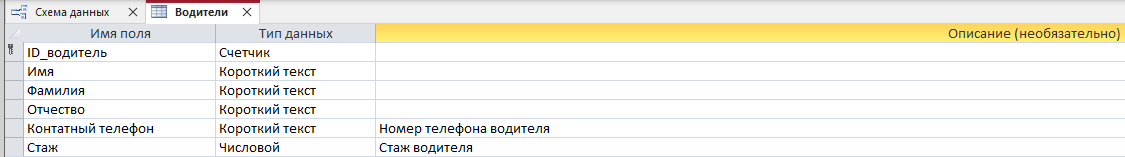 Схема данных Водители
Имя поля Тип данных Описание (необязательно)
ID_водитель Счетчик
Имя Короткий текст
Фамилия Короткий текст
Отчество Короткий текст
Контатный телефон Короткий текст Номер телефона водителя
Стаж Числовой Стаж водителя